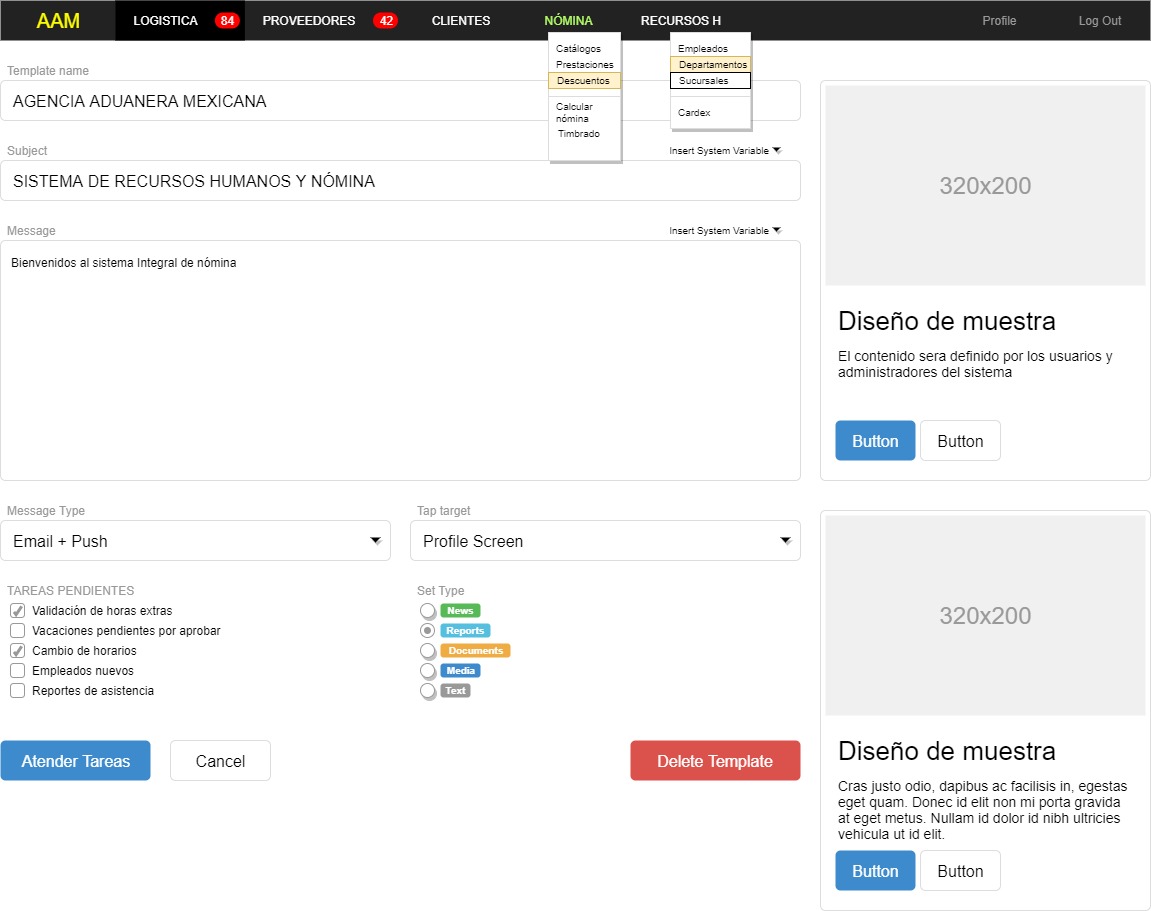 AAM
LOGISTICA 84 PROVEEDORES 42 CLIENTES NÓMINA RECURSOS H Profile Log Out
Catálogos
Prestaciones
Descuentos
Calcular
nómina
Timbrado
Empleados
Departamentos
Sucursales
Cardex
Template name
AGENCIA ADUANERA MEXICANA
Subject
Insert System Variable
SISTEMA DE RECURSOS HUMANOS Y NÓMINA
Message
Insert System Variable
Bienvenidos al sistema Integral de nómina
Message Type
Email + Push
Tap target
Profile Screen
TAREAS PENDIENTES
Validación de horas extras
Vacaciones pendientes por aprobar
Cambio de horarios
Empleados nuevos
Reportes de asistencia
Set Type
News
Reports
Documents
Media
Text
Atender Tareas
Cancel
Delete Template
320x200
Diseño de muestra
El contenido sera definido por los usuarios y
administradores del sistema
Button
Button
320x200
Diseño de muestra
Cras justo odio, dapibus ac facilisis in, egestas
eget quam. Donec id elit non mi porta gravida
at eget metus. Nullam id dolor id nibh ultricies
vehicula ut id elit.
Button
Button